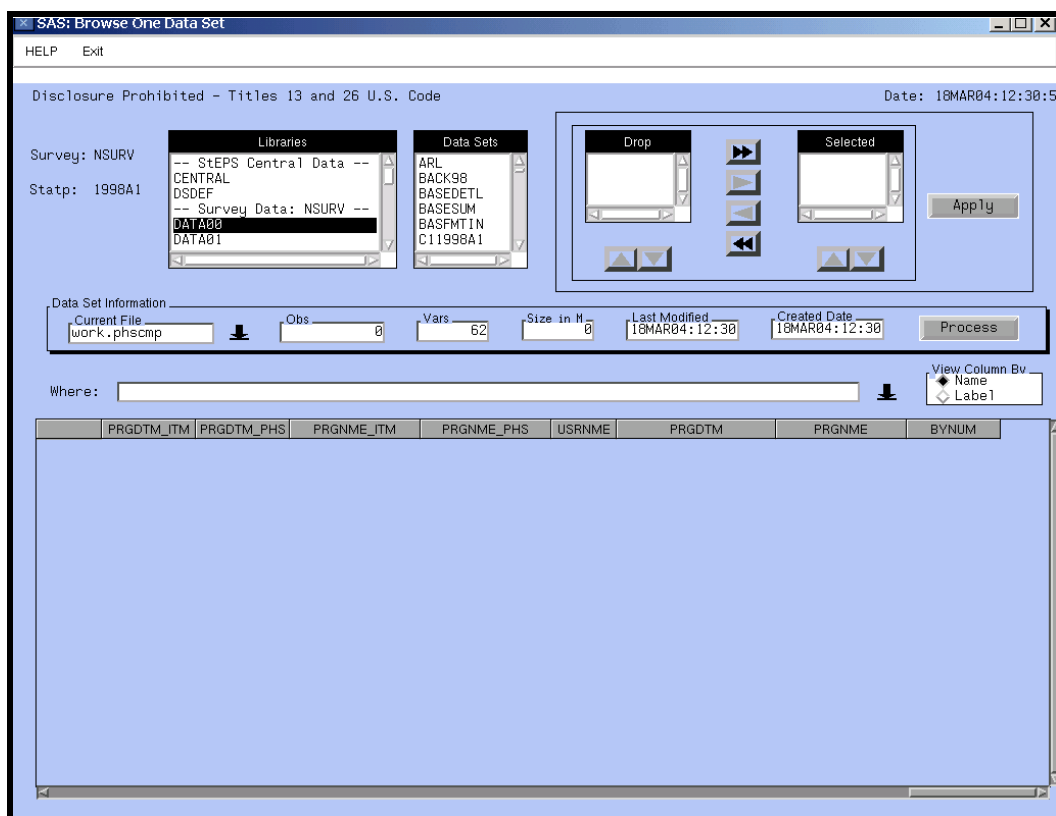 SAS: Browse One Data Set
HELP Exit
Disclosure Prohibited - Titles 13 and 26 U.S. Code
Date: 18MAR04:12:30:5
Survey: NSURV
Statp: 1998A1
Libraries
-- StEPS Central Data --
CENTRAL
DSDEF
-- Survey Data: NSURV --
DATA00
DATA01
Data Sets
ARL
BACK98
BASEDETL
BASESUM
BASFMTIN
C11998A1
Drop
Selected
Apply
Data Set Information
Current File
work.phscmp
Obs
0
Vars
62
Size in M
0
Last Modified
18MAR04:12:30
Created Date
18MAR04:12:30
Process
Where:
View Column By
Name
Label
PRGDTM_ITM PRGDTM_PHS PRGNME_ITM PRGNME_PHS USRNME PRGDTM PRGNME BYNUM